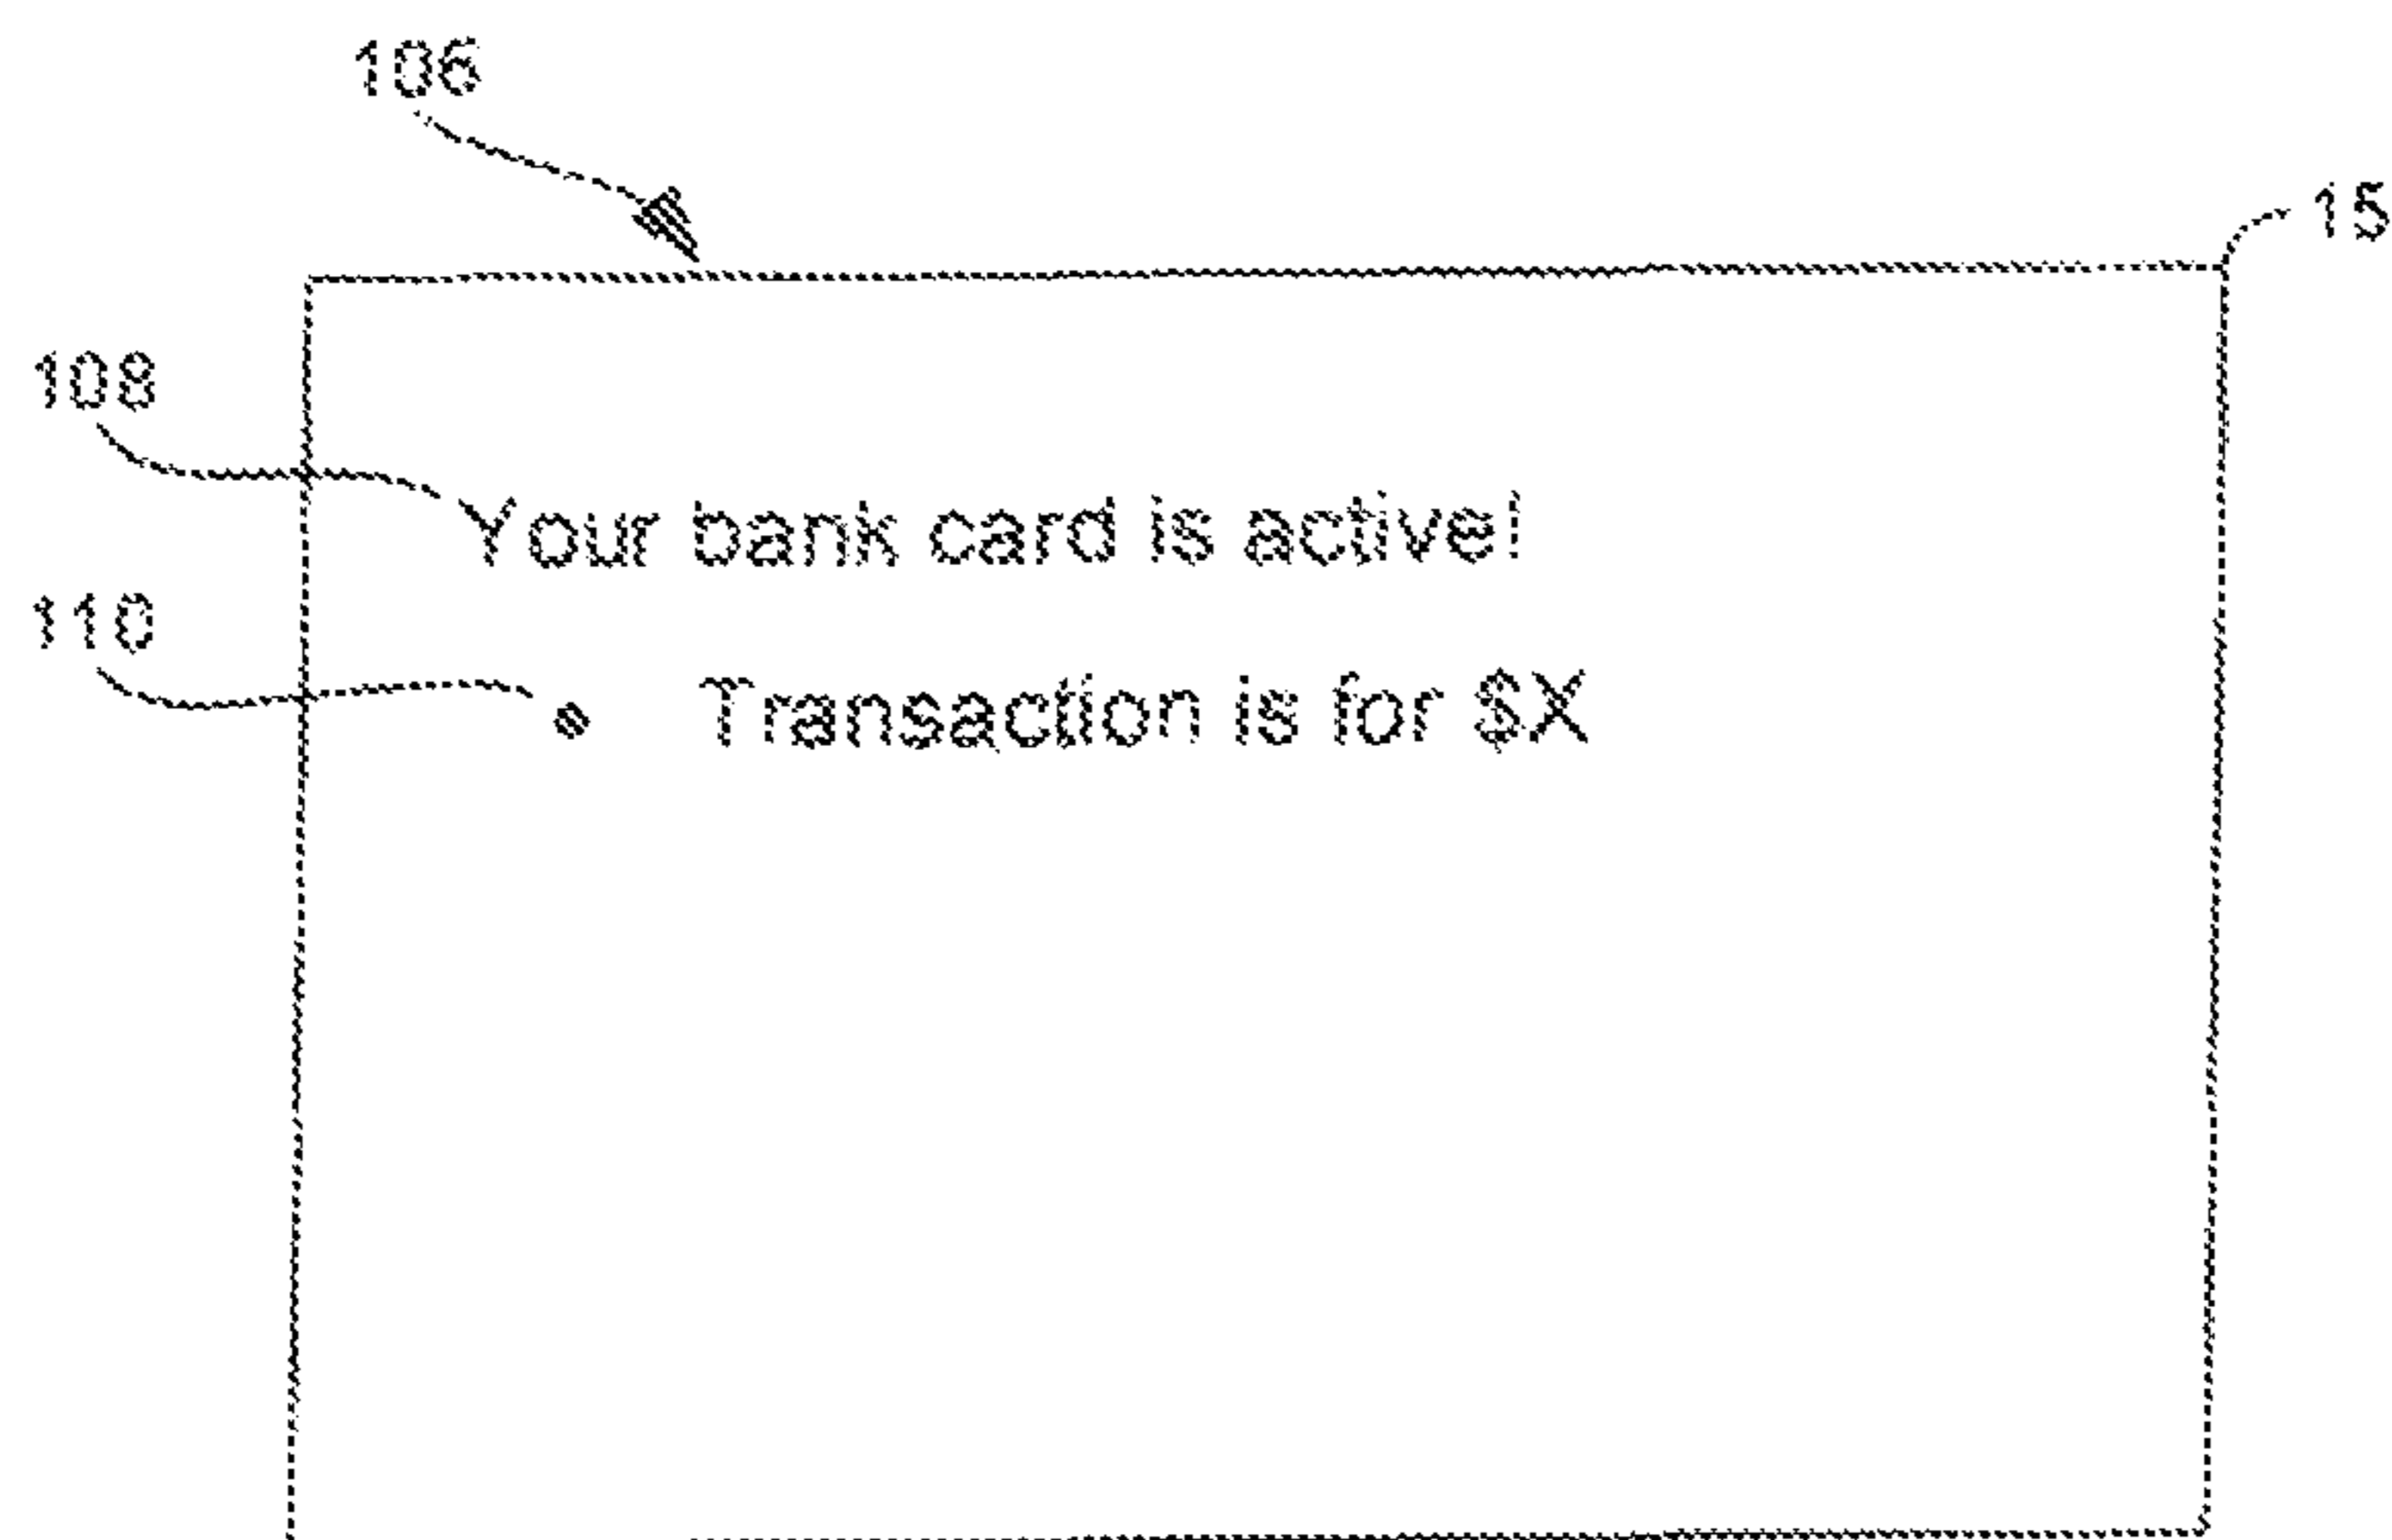 106
15
108
Your bank card is active!
110
• Transaction is for $X